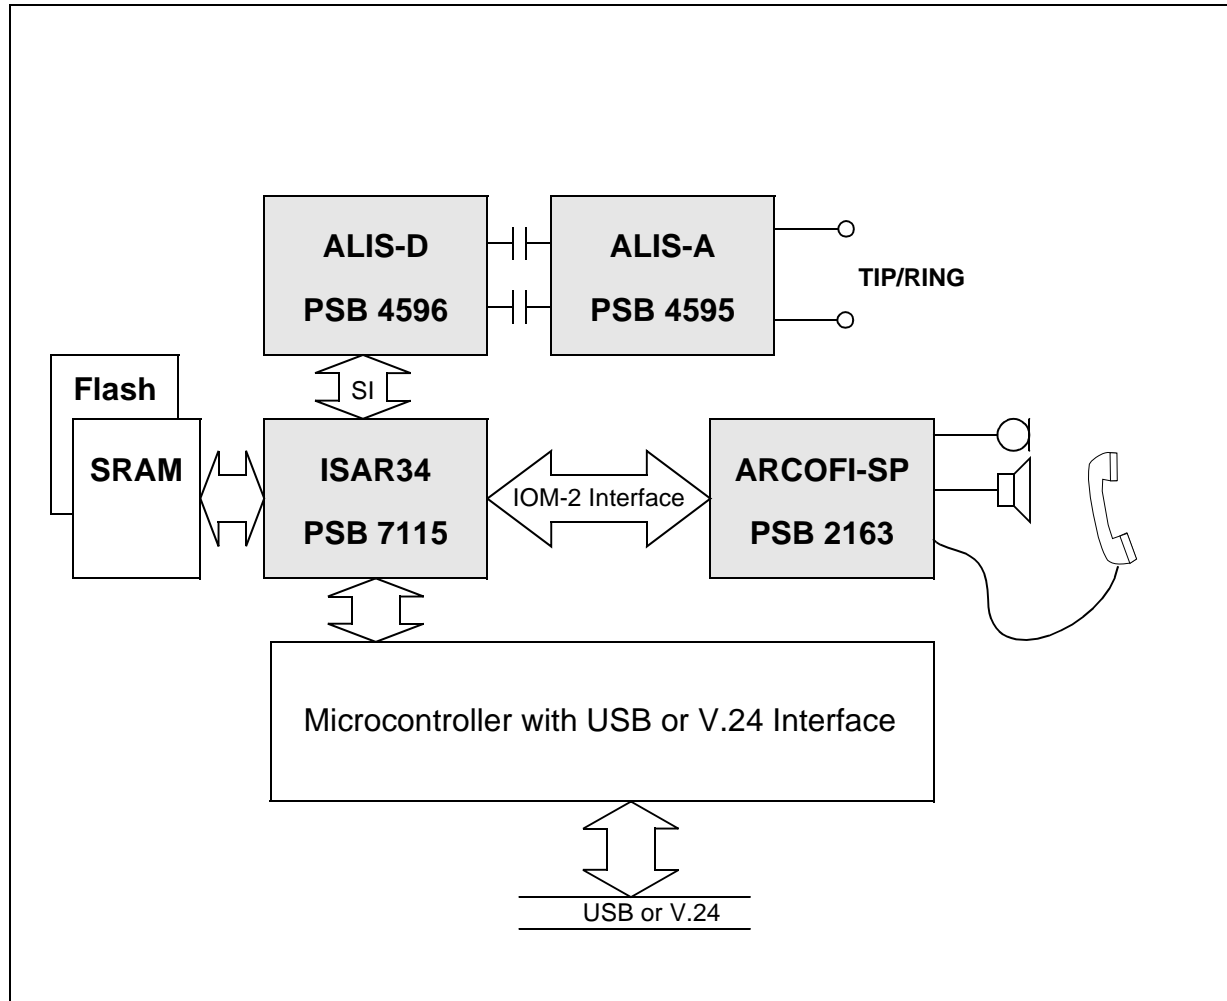 ALIS-D
PSB 4596
ALIS-A
PSB 4595
TIP/RING
SI
Flash
SRAM
ISAR34
PSB 7115
IOM-2 Interface
ARCOFI-SP
PSB 2163
Microcontroller with USB or V.24 Interface
USB or V.24